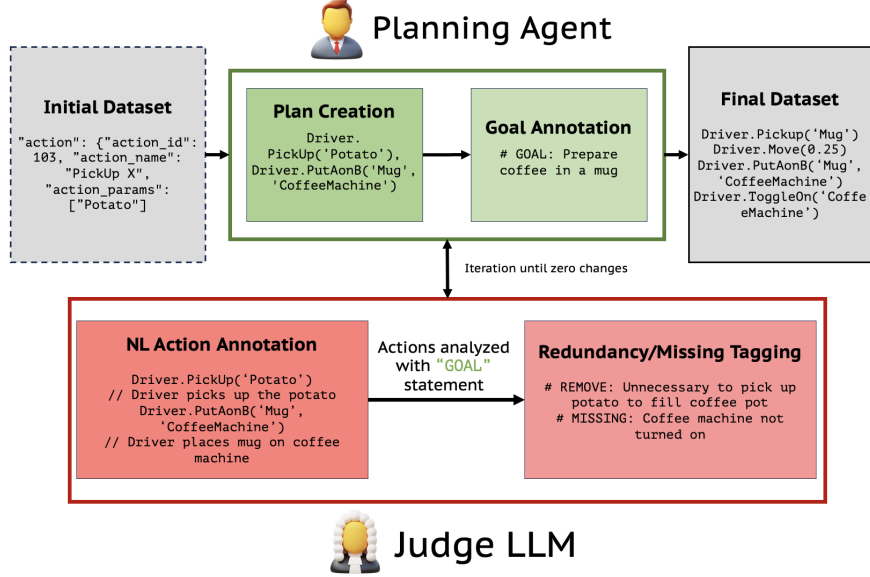 Planning Agent
Initial Dataset
"action": {"action_id":
103, "action_name":
"PickUp X",
"action_params":
["Potato"]
Plan Creation
Driver.
PickUp('Potato'),
Driver.PutAonB('Mug',
'CoffeeMachine')
Goal Annotation
# GOAL: Prepare
coffee in a mug
Final Dataset
Driver.Pickup(‘Mug’)
Driver.Move(0.25)
Driver.PutAonB(‘Mug’,
‘CoffeeMachine’)
Driver.ToggleOn(‘Coffe
eMachine’)
Iteration until zero changes
NL Action Annotation
Driver.PickUp(‘Potato’)
// Driver picks up the potato
Driver.PutAonB(‘Mug’,
‘CoffeeMachine’)
// Driver places mug on coffee
machine
Actions analyzed
with “GOAL”
statement
Redundancy/Missing Tagging
# REMOVE: Unnecessary to pick up
potato to fill coffee pot
# MISSING: Coffee machine not
turned on
Judge LLM